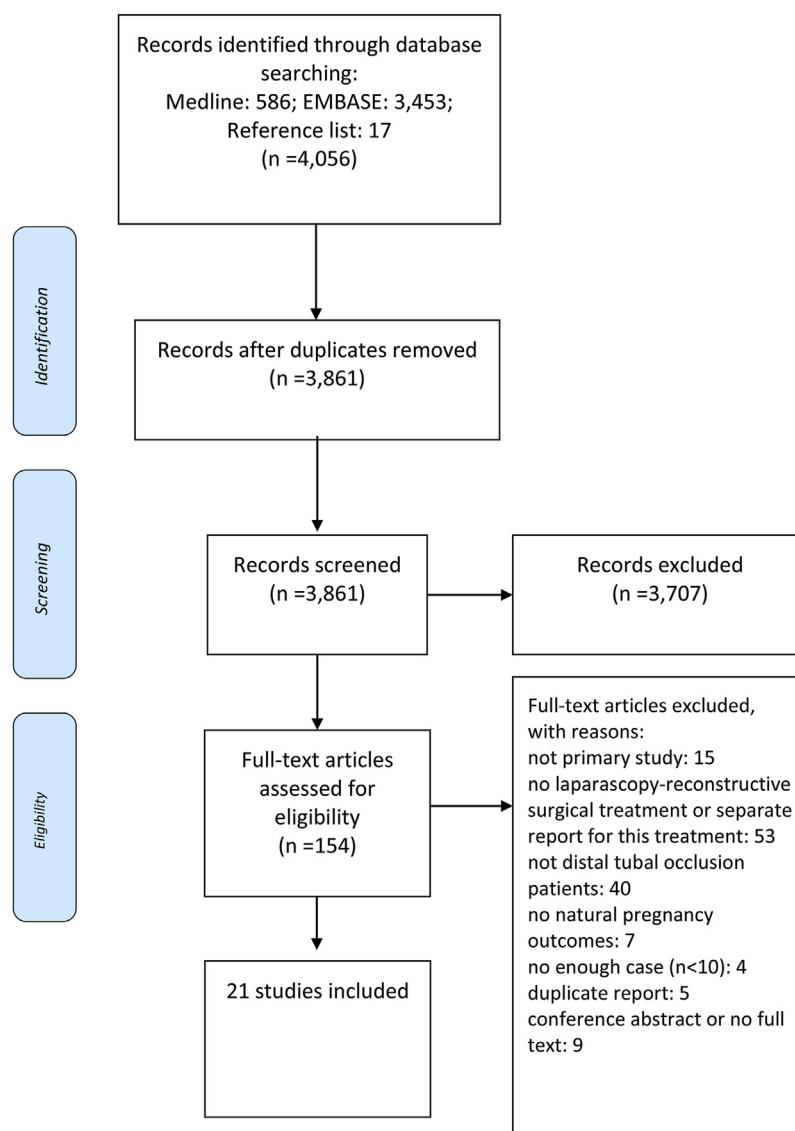 Records identified through database
searching:
Medline: 586; EMBASE: 3,453;
Reference list: 17
(n =4,056)
Identification
Records after duplicates removed
(n =3,861)
Screening
Records screened
(n =3,861)
Records excluded
(n =3,707)
Eligibility
Full-text articles
assessed for
eligibility
(n =154)
Full-text articles excluded,
with reasons:
not primary study: 15
no laparascopy-reconstructive
surgical treatment or separate
report for this treatment: 53
not distal tubal occlusion
patients: 40
no natural pregnancy
outcomes: 7
no enough case (n<10): 4
duplicate report: 5
conference abstract or no full
text: 9
21 studies included